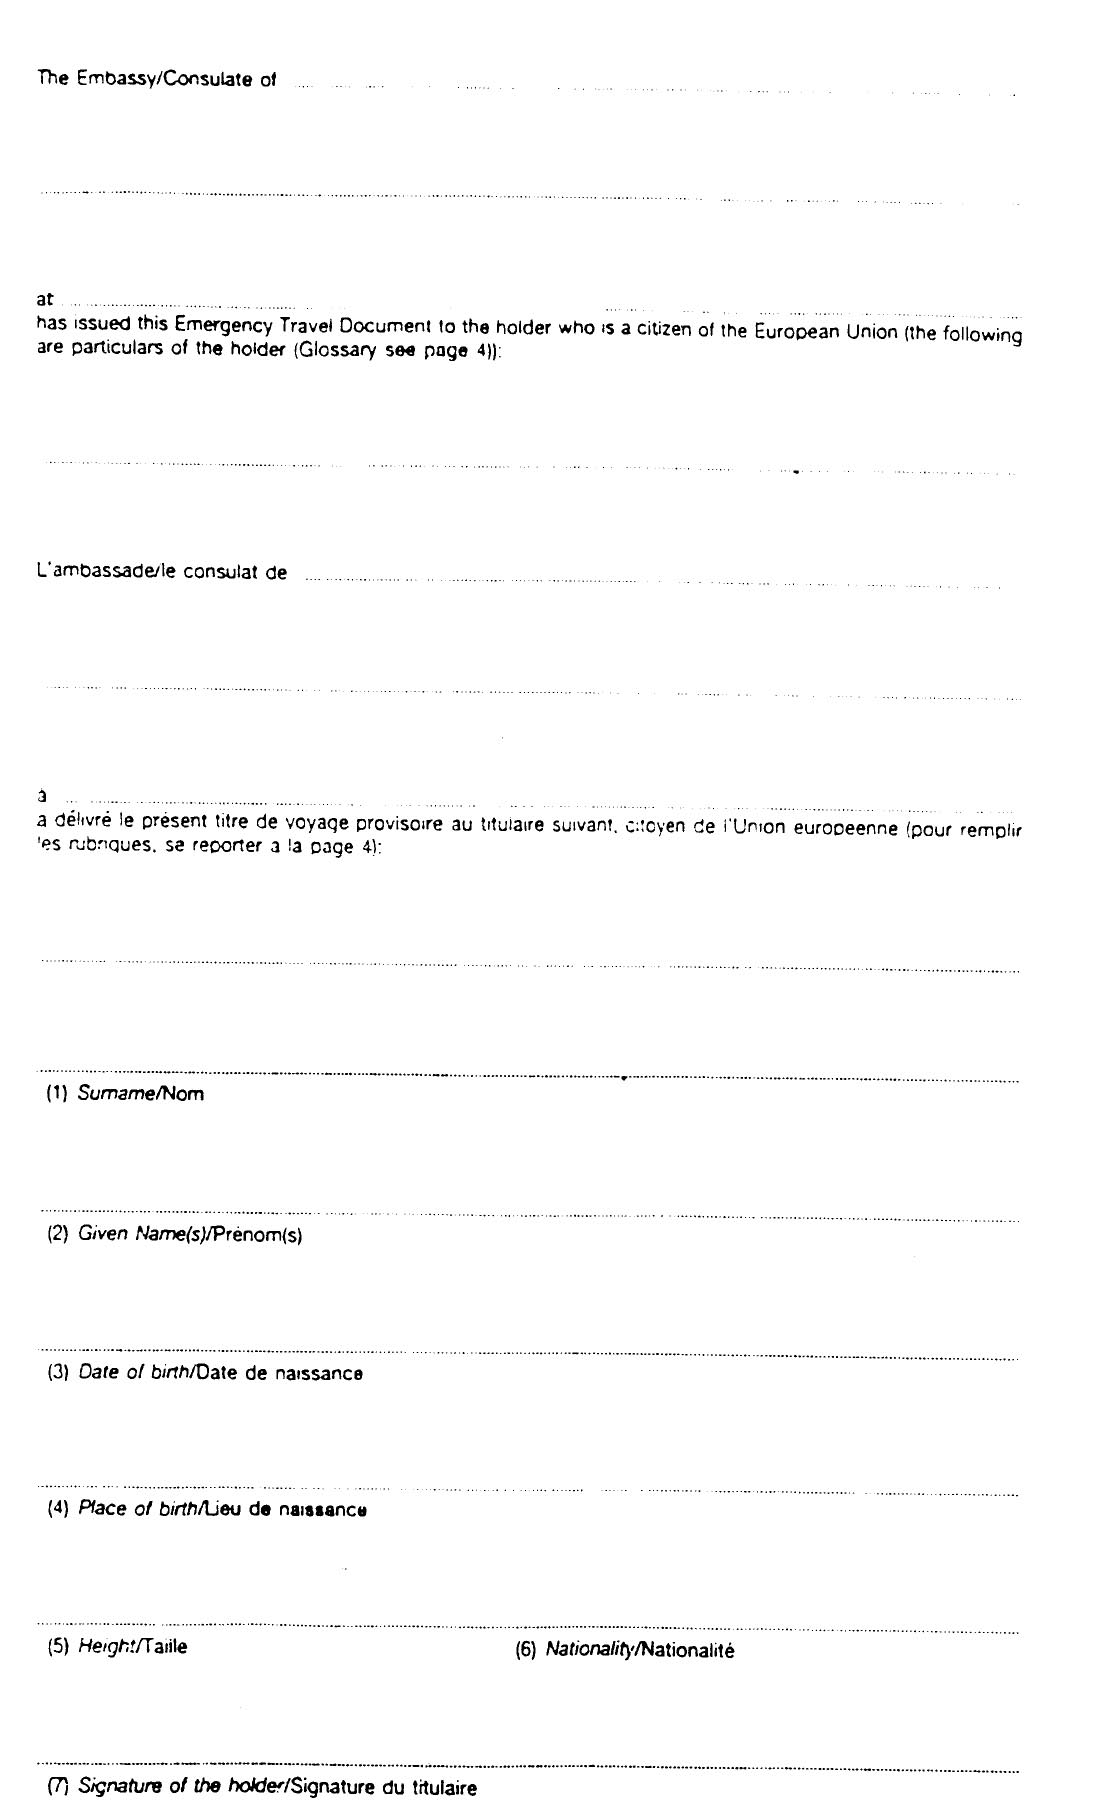 The Embassy/Consulate of
at
has issued this Emergency Travel Document to the holder who is a citizen of the European Union (the following
are particulars of the holder (Glossary see page 4)):
L'ambassade/le consulat de
à
a délivré le présent titre de voyage provisoire au titulaire suivant, citoyen de l'Union européenne (pour remplir
les rubriques, se reporter à la page 4):
(1) Surname/Nom
(2) Given Name(s)/Prénom(s)
(3) Date of birth/Date de naissance
(4) Place of birth/Lieu de naissance
(5) Height/Taille (6) Nationality/Nationalité
(7) Signature of the holder/Signature du titulaire